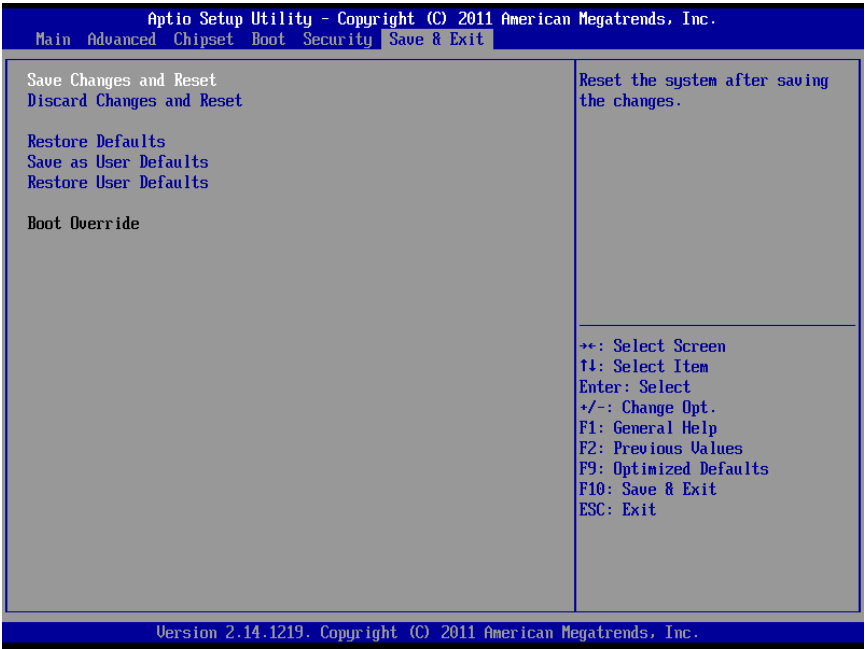 Aptio Setup Utility - Copyright (C) 2011 American Megatrends, Inc.
Main Advanced Chipset Boot Security Save & Exit
Save Changes and Reset
Discard Changes and Reset
Restore Defaults
Save as User Defaults
Restore User Defaults
Boot Override
Reset the system after saving
the changes.
→←: Select Screen
↑↓: Select Item
Enter: Select
+/-: Change Opt.
F1: General Help
F2: Previous Values
F9: Optimized Defaults
F10: Save & Exit
ESC: Exit
Version 2.14.1219. Copyright (C) 2011 American Megatrends, Inc.